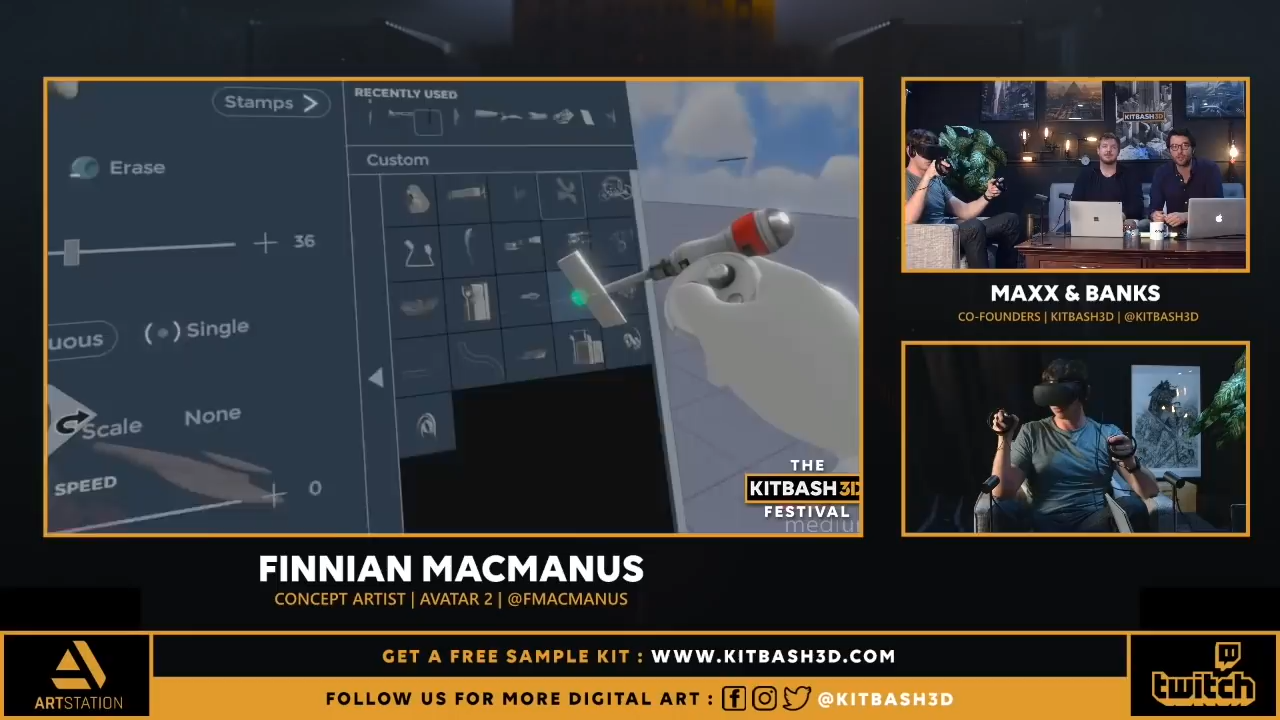 Stamps
RECENTLY USED
Erase
Custom
36
uous
Single
Scale
None
SPEED
0
THE
KITBASH3D
FESTIVAL
mediu
KITBASH3D
MAXX & BANKS
CO-FOUNDERS | KITBASH3D | @KITBASH3D
FINNIAN MACMANUS
CONCEPT ARTIST | AVATAR 2 | @FMACMANUS
GET A FREE SAMPLE KIT : WWW.KITBASH3D.COM
FOLLOW US FOR MORE DIGITAL ART : @KITBASH3D
ARTSTATION
twitch